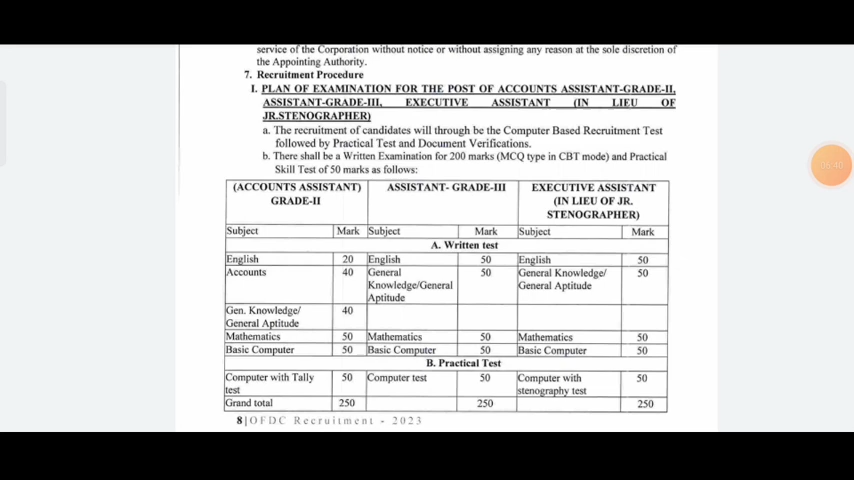 service of the Corporation without notice or without assigning any reason at the sole discretion of
the Appointing Authority.
7. Recruitment Procedure
I. PLAN OF EXAMINATION FOR THE POST OF ACCOUNTS ASSISTANT-GRADE-II,
ASSISTANT-GRADE-III, EXECUTIVE ASSISTANT (IN LIEU OF
JR.STENOGRAPHER)
a. The recruitment of candidates will through be the Computer Based Recruitment Test
followed by Practical Test and Document Verifications.
b. There shall be a Written Examination for 200 marks (MCQ type in CBT mode) and Practical
Skill Test of 50 marks as follows:
(ACCOUNTS ASSISTANT) ASSISTANT- GRADE-III EXECUTIVE ASSISTANT
GRADE-II (IN LIEU OF JR.
STENOGRAPHER)
Subject Mark Subject Mark Subject Mark
A. Written test
English 20 English 50 English 50
Accounts 40 General 50 General Knowledge/ 50
Knowledge/General General Aptitude
Aptitude
Gen. Knowledge/ 40
General Aptitude
Mathematics 50 Mathematics 50 Mathematics 50
Basic Computer 50 Basic Computer 50 Basic Computer 50
B. Practical Test
Computer with Tally 50 Computer test 50 Computer with 50
test stenography test
Grand total 250 250 250
8|OFDC Recruitment - 2023